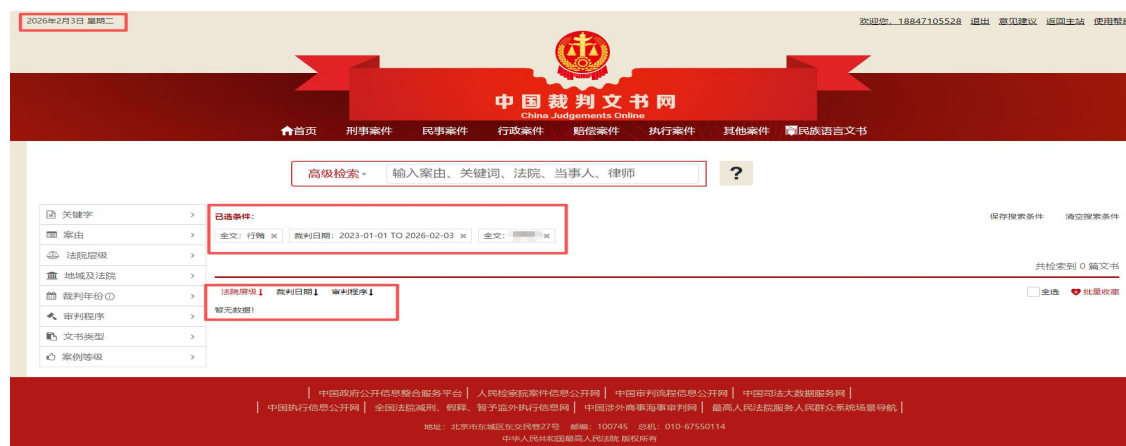 2026年2月3日 星期二
欢迎您，18847105528 退出 意见建议 返回主站 使用帮
中国裁判文书网
China Judgements Online
首页 刑事案件 民事案件 行政案件 赔偿案件 执行案件 其他案件 民族语言文书
高级检索 输入案由、关键词、法院、当事人、律师 ?
关键字
案由
法院层级
地域及法院
裁判年份
审判程序
文书类型
案例等级
已选条件:
保存搜索条件 清空搜索条件
全文: 行贿 × 裁判日期: 2023-01-01 TO 2026-02-03 × 全文: ×
共检索到 0 篇文书
法院层级 裁判日期 审判程序
全选 批量收藏
暂无数据!
| 中国政府公开信息整合服务平台 | 人民检察院案件信息公开网 | 中国审判流程信息公开网 | 中国司法大数据服务网 |
| 中国执行信息公开网 | 全国法院减刑、假释、暂予监外执行信息网 | 中国涉外商事海事审判网 | 最高人民法院服务人民群众系统场景导航 |
地址: 北京市东城区东交民巷27号 邮编: 100745 总机: 010-67550114
中华人民共和国最高人民法院 版权所有